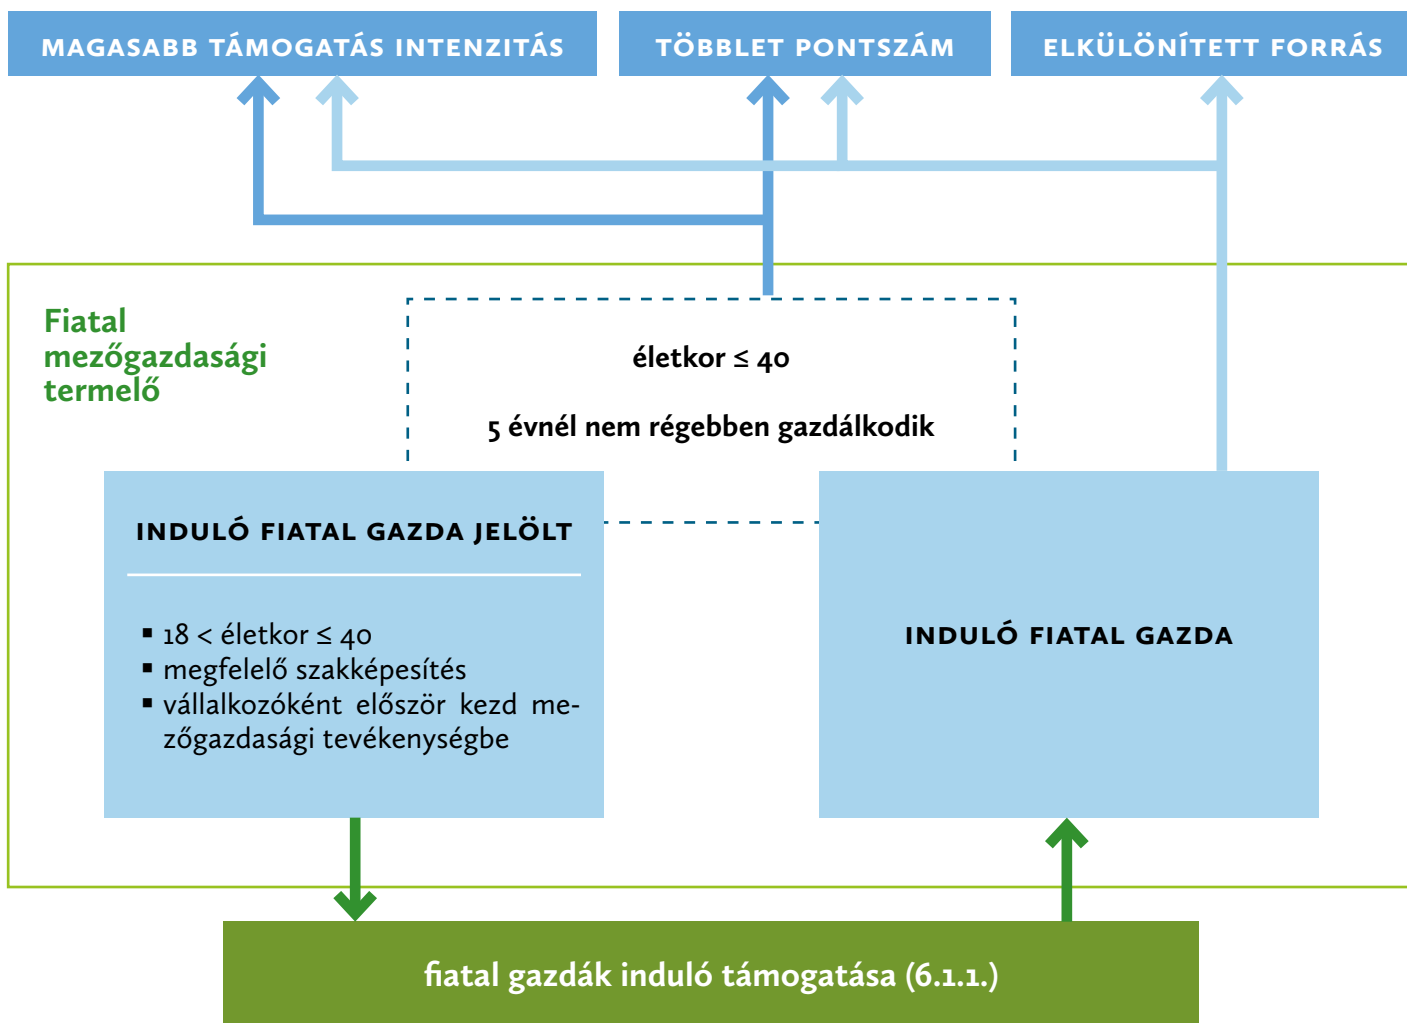 MAGASABB TÁMOGATÁS INTENZITÁS
TÖBBLET PONTSZÁM
ELKÜLÖNÍTETT FORRÁS
Fiatal
mezőgazdasági
termelő
életkor ≤ 40
5 évnél nem régebben gazdálkodik
INDULÓ FIATAL GAZDA JELÖLT
▪ 18 < életkor ≤ 40
▪ megfelelő szakképesítés
▪ vállalkozóként először kezd me-
zőgazdasági tevékenységbe
INDULÓ FIATAL GAZDA
fiatal gazdák induló támogatása (6.1.1.)